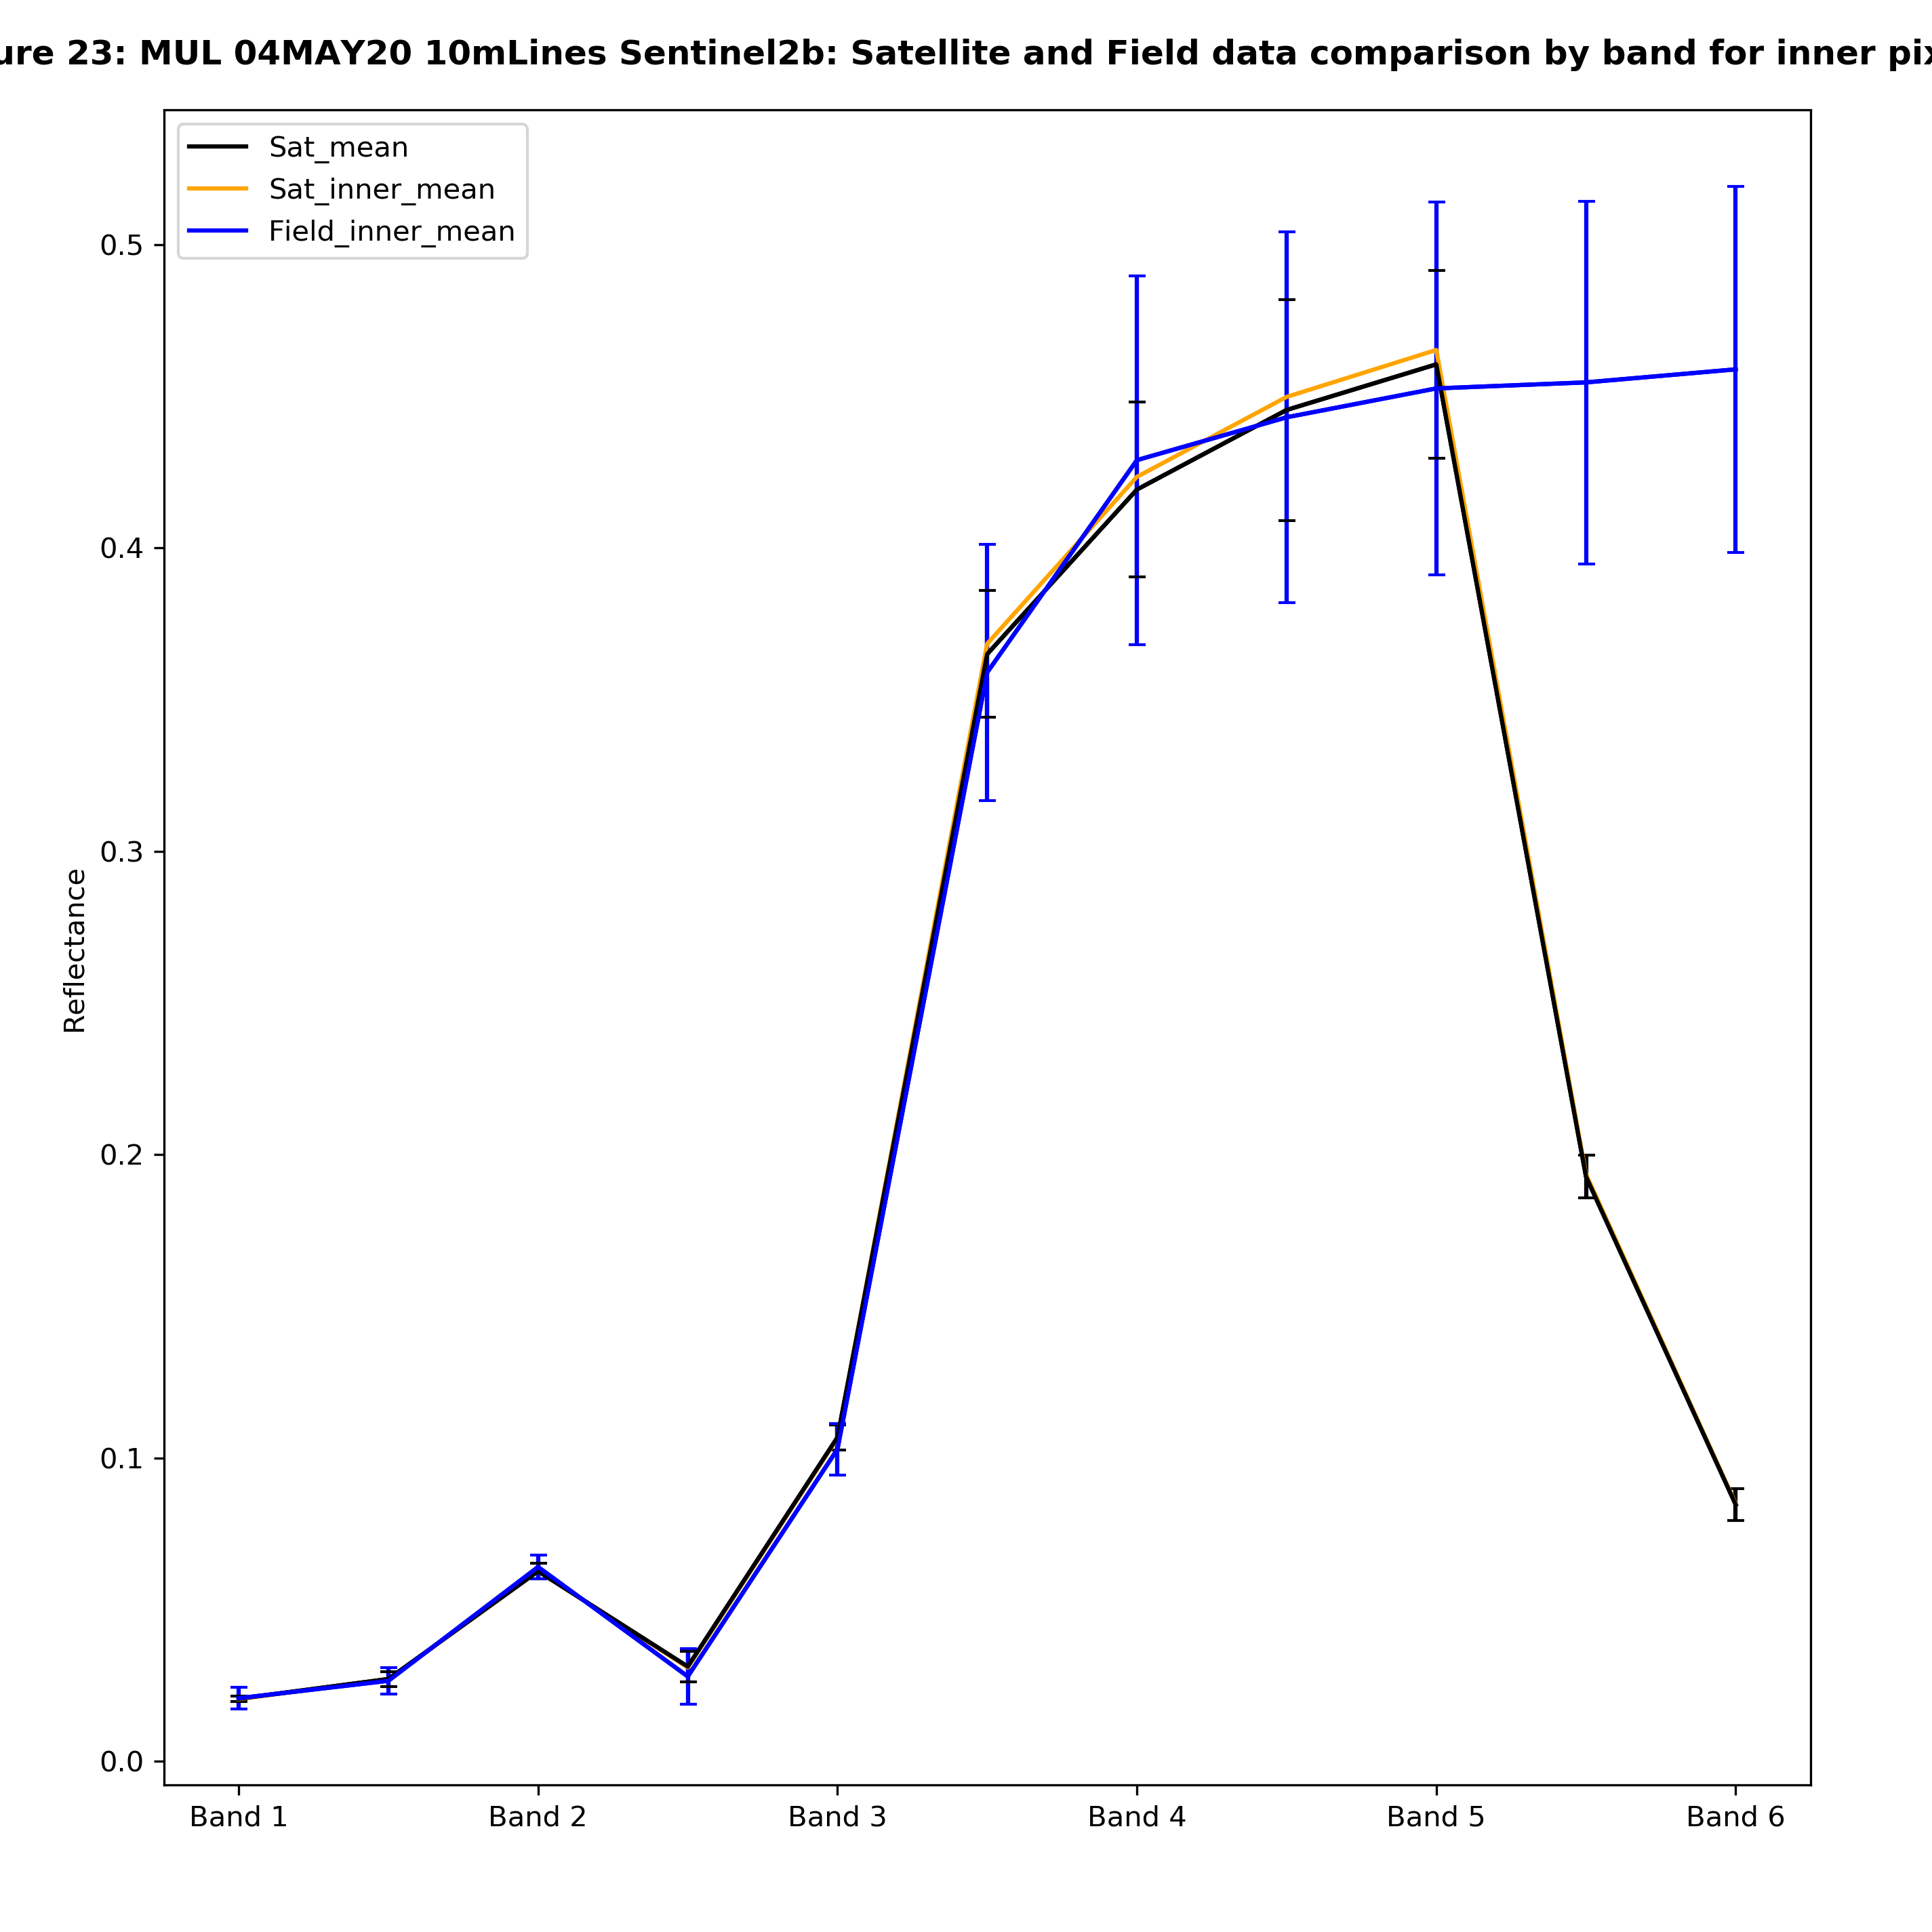 ure 23: MUL 04MAY20 10mLines Sentinel2b: Satellite and Field data comparison by band for inner pix
Sat_mean
Sat_inner_mean
Field_inner_mean
0.5
0.4
0.3
0.2
0.1
0.0
Reflectance
Band 1 Band 2 Band 3 Band 4 Band 5 Band 6